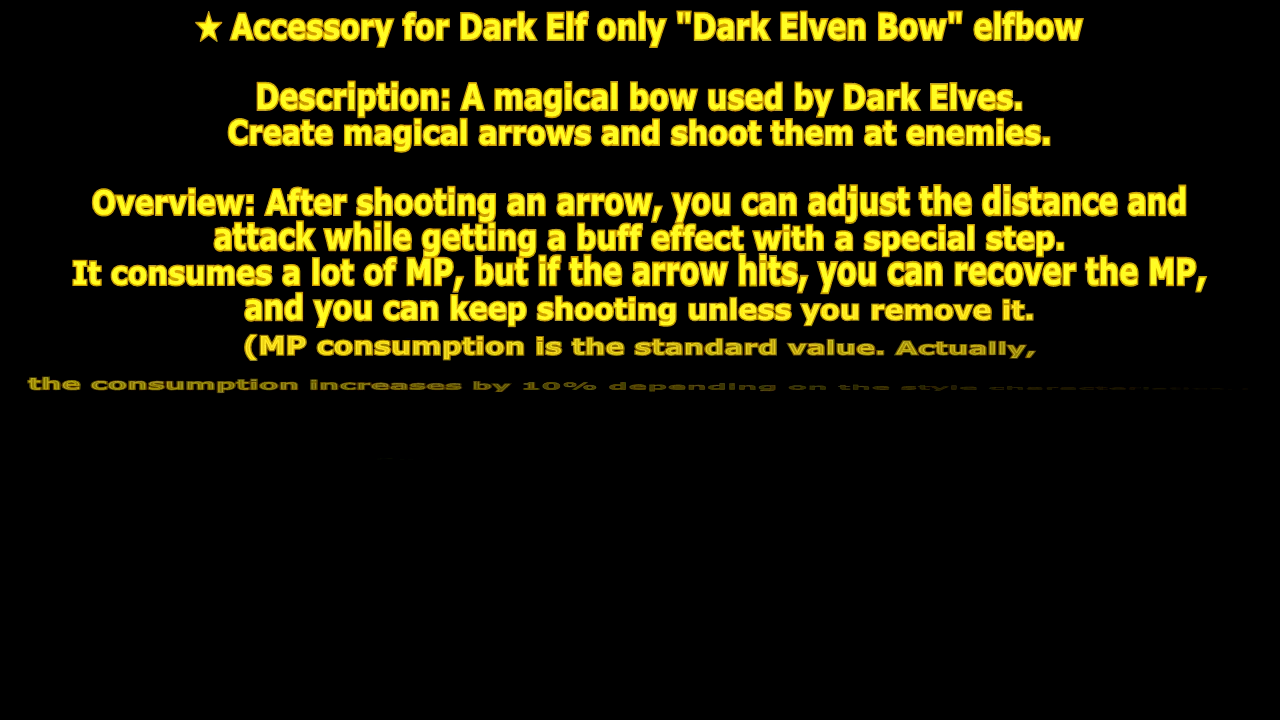 ★ Accessory for Dark Elf only "Dark Elven Bow" elfbow
Description: A magical bow used by Dark Elves.
Create magical arrows and shoot them at enemies.
Overview: After shooting an arrow, you can adjust the distance and
attack while getting a buff effect with a special step.
It consumes a lot of MP, but if the arrow hits, you can recover the MP,
and you can keep shooting unless you remove it.
(MP consumption is the standard value. Actually,
the consumption increases by 10% depending on the style